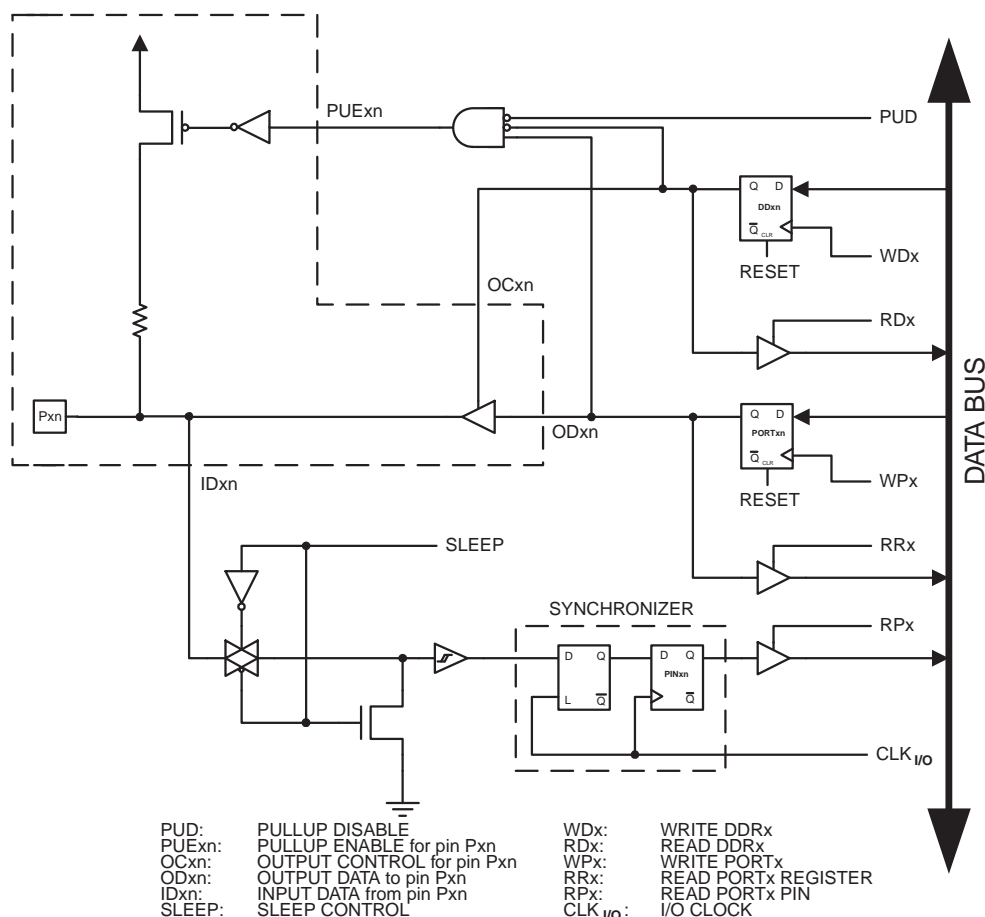 PUExn
PUD
Q D
DDxn
Q CLR
WDx
RESET
OCxn
RDx
Pxn
ODxn
Q D
PORTxn
Q CLR
WPx
RESET
IDxn
DATA BUS
SLEEP
RRx
SYNCHRONIZER
RPx
D Q
L Q
D Q
PINxn
Q
CLK I/O
PUD: PULLUP DISABLE
PUExn: PULLUP ENABLE for pin Pxn
OCxn: OUTPUT CONTROL for pin Pxn
ODxn: OUTPUT DATA to pin Pxn
IDxn: INPUT DATA from pin Pxn
SLEEP: SLEEP CONTROL
WDx: WRITE DDRx
RDx: READ DDRx
WPx: WRITE PORTx
RRx: READ PORTx REGISTER
RPx: READ PORTx PIN
CLK I/O: I/O CLOCK